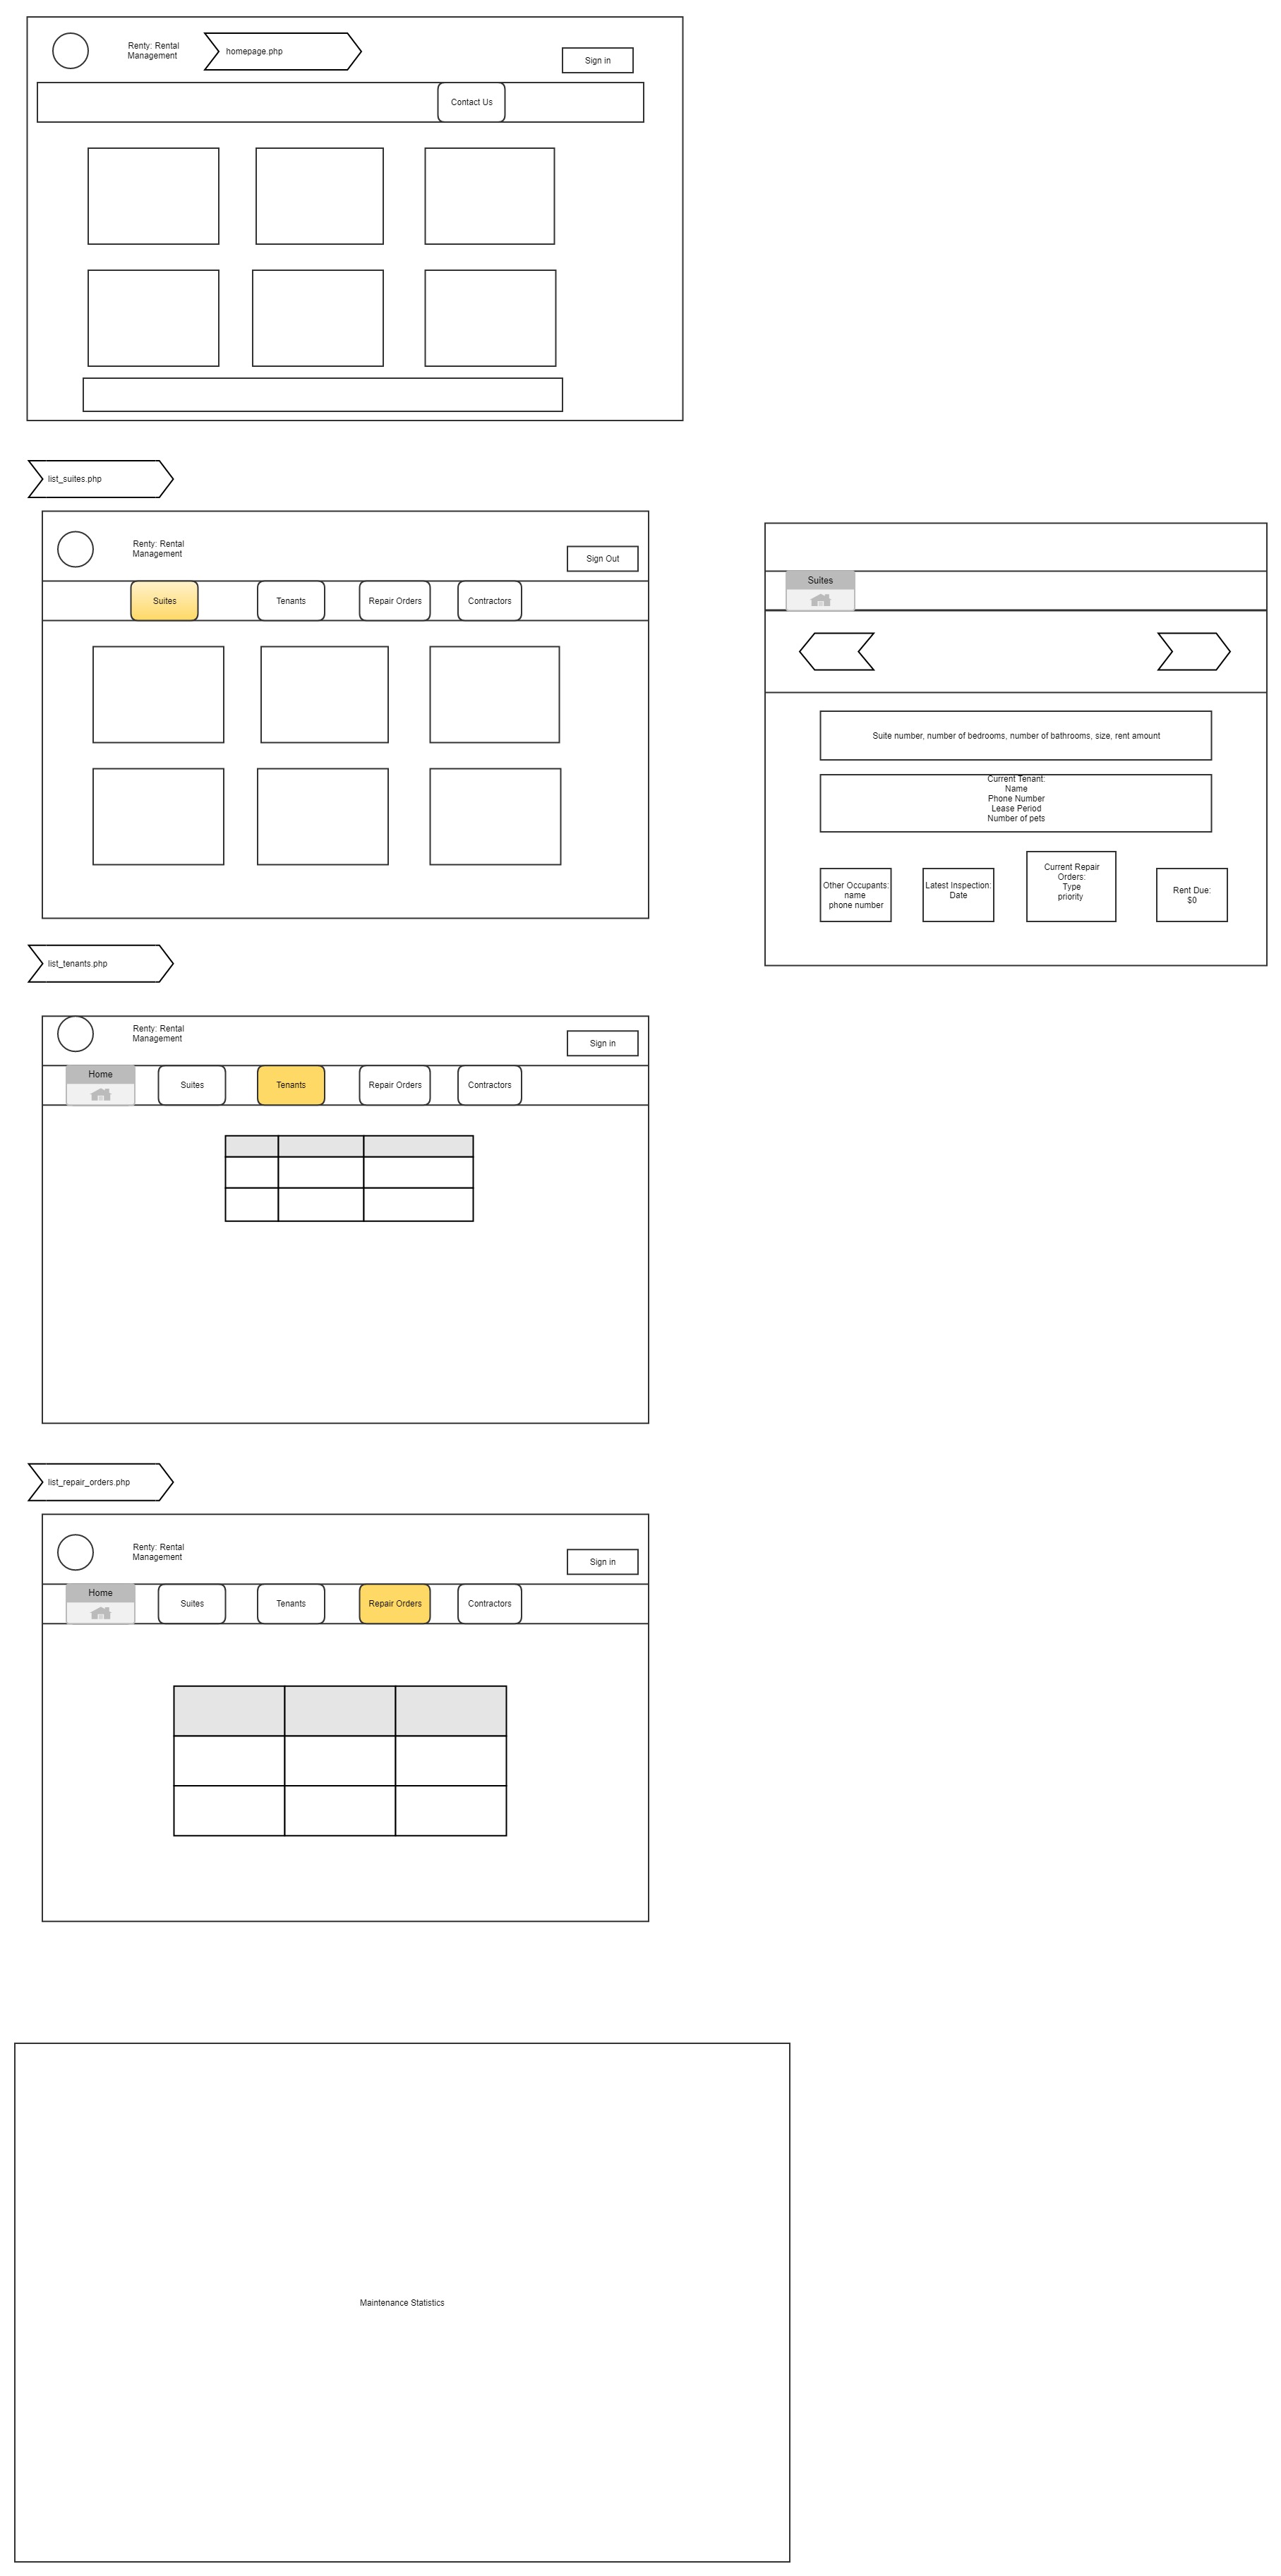 Renty: Rental
Management
homepage.php
Sign in
Contact Us
list_suites.php
Renty: Rental
Management
Sign Out
Suites
Tenants
Repair Orders
Contractors
Suites
Suite number, number of bedrooms, number of bathrooms, size, rent amount
Current Tenant:
Name
Phone Number
Lease Period
Number of pets
Other Occupants:
name
phone number
Latest Inspection:
Date
Current Repair
Orders:
Type
priority
Rent Due:
$0
list_tenants.php
Renty: Rental
Management
Sign in
Home
Suites
Tenants
Repair Orders
Contractors
list_repair_orders.php
Renty: Rental
Management
Sign in
Home
Suites
Tenants
Repair Orders
Contractors
Maintenance Statistics